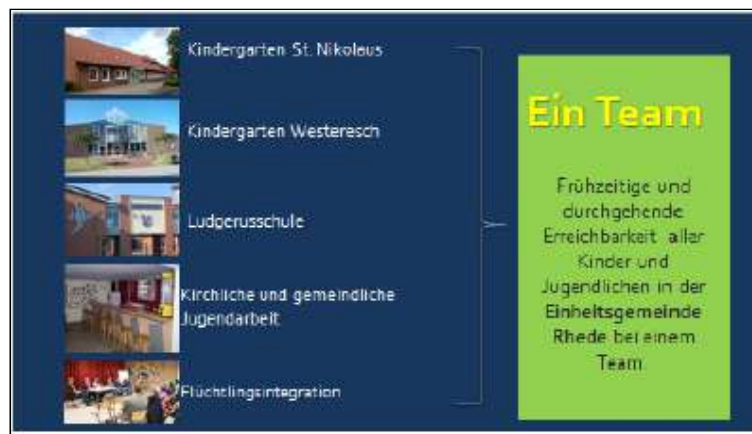 Kindergarten St. Nikolaus
Kindergarten Westeresch
Ludgerusschule
Kirchliche und gemeindliche
Jugendarbeit
Flüchtlingsintegration
Ein Team
Frühzeitige und
durchgehende
Erreichbarkeit aller
Kinder und
Jugendlichen in der
Einheitsgemeinde
Rhede bei einem
Team